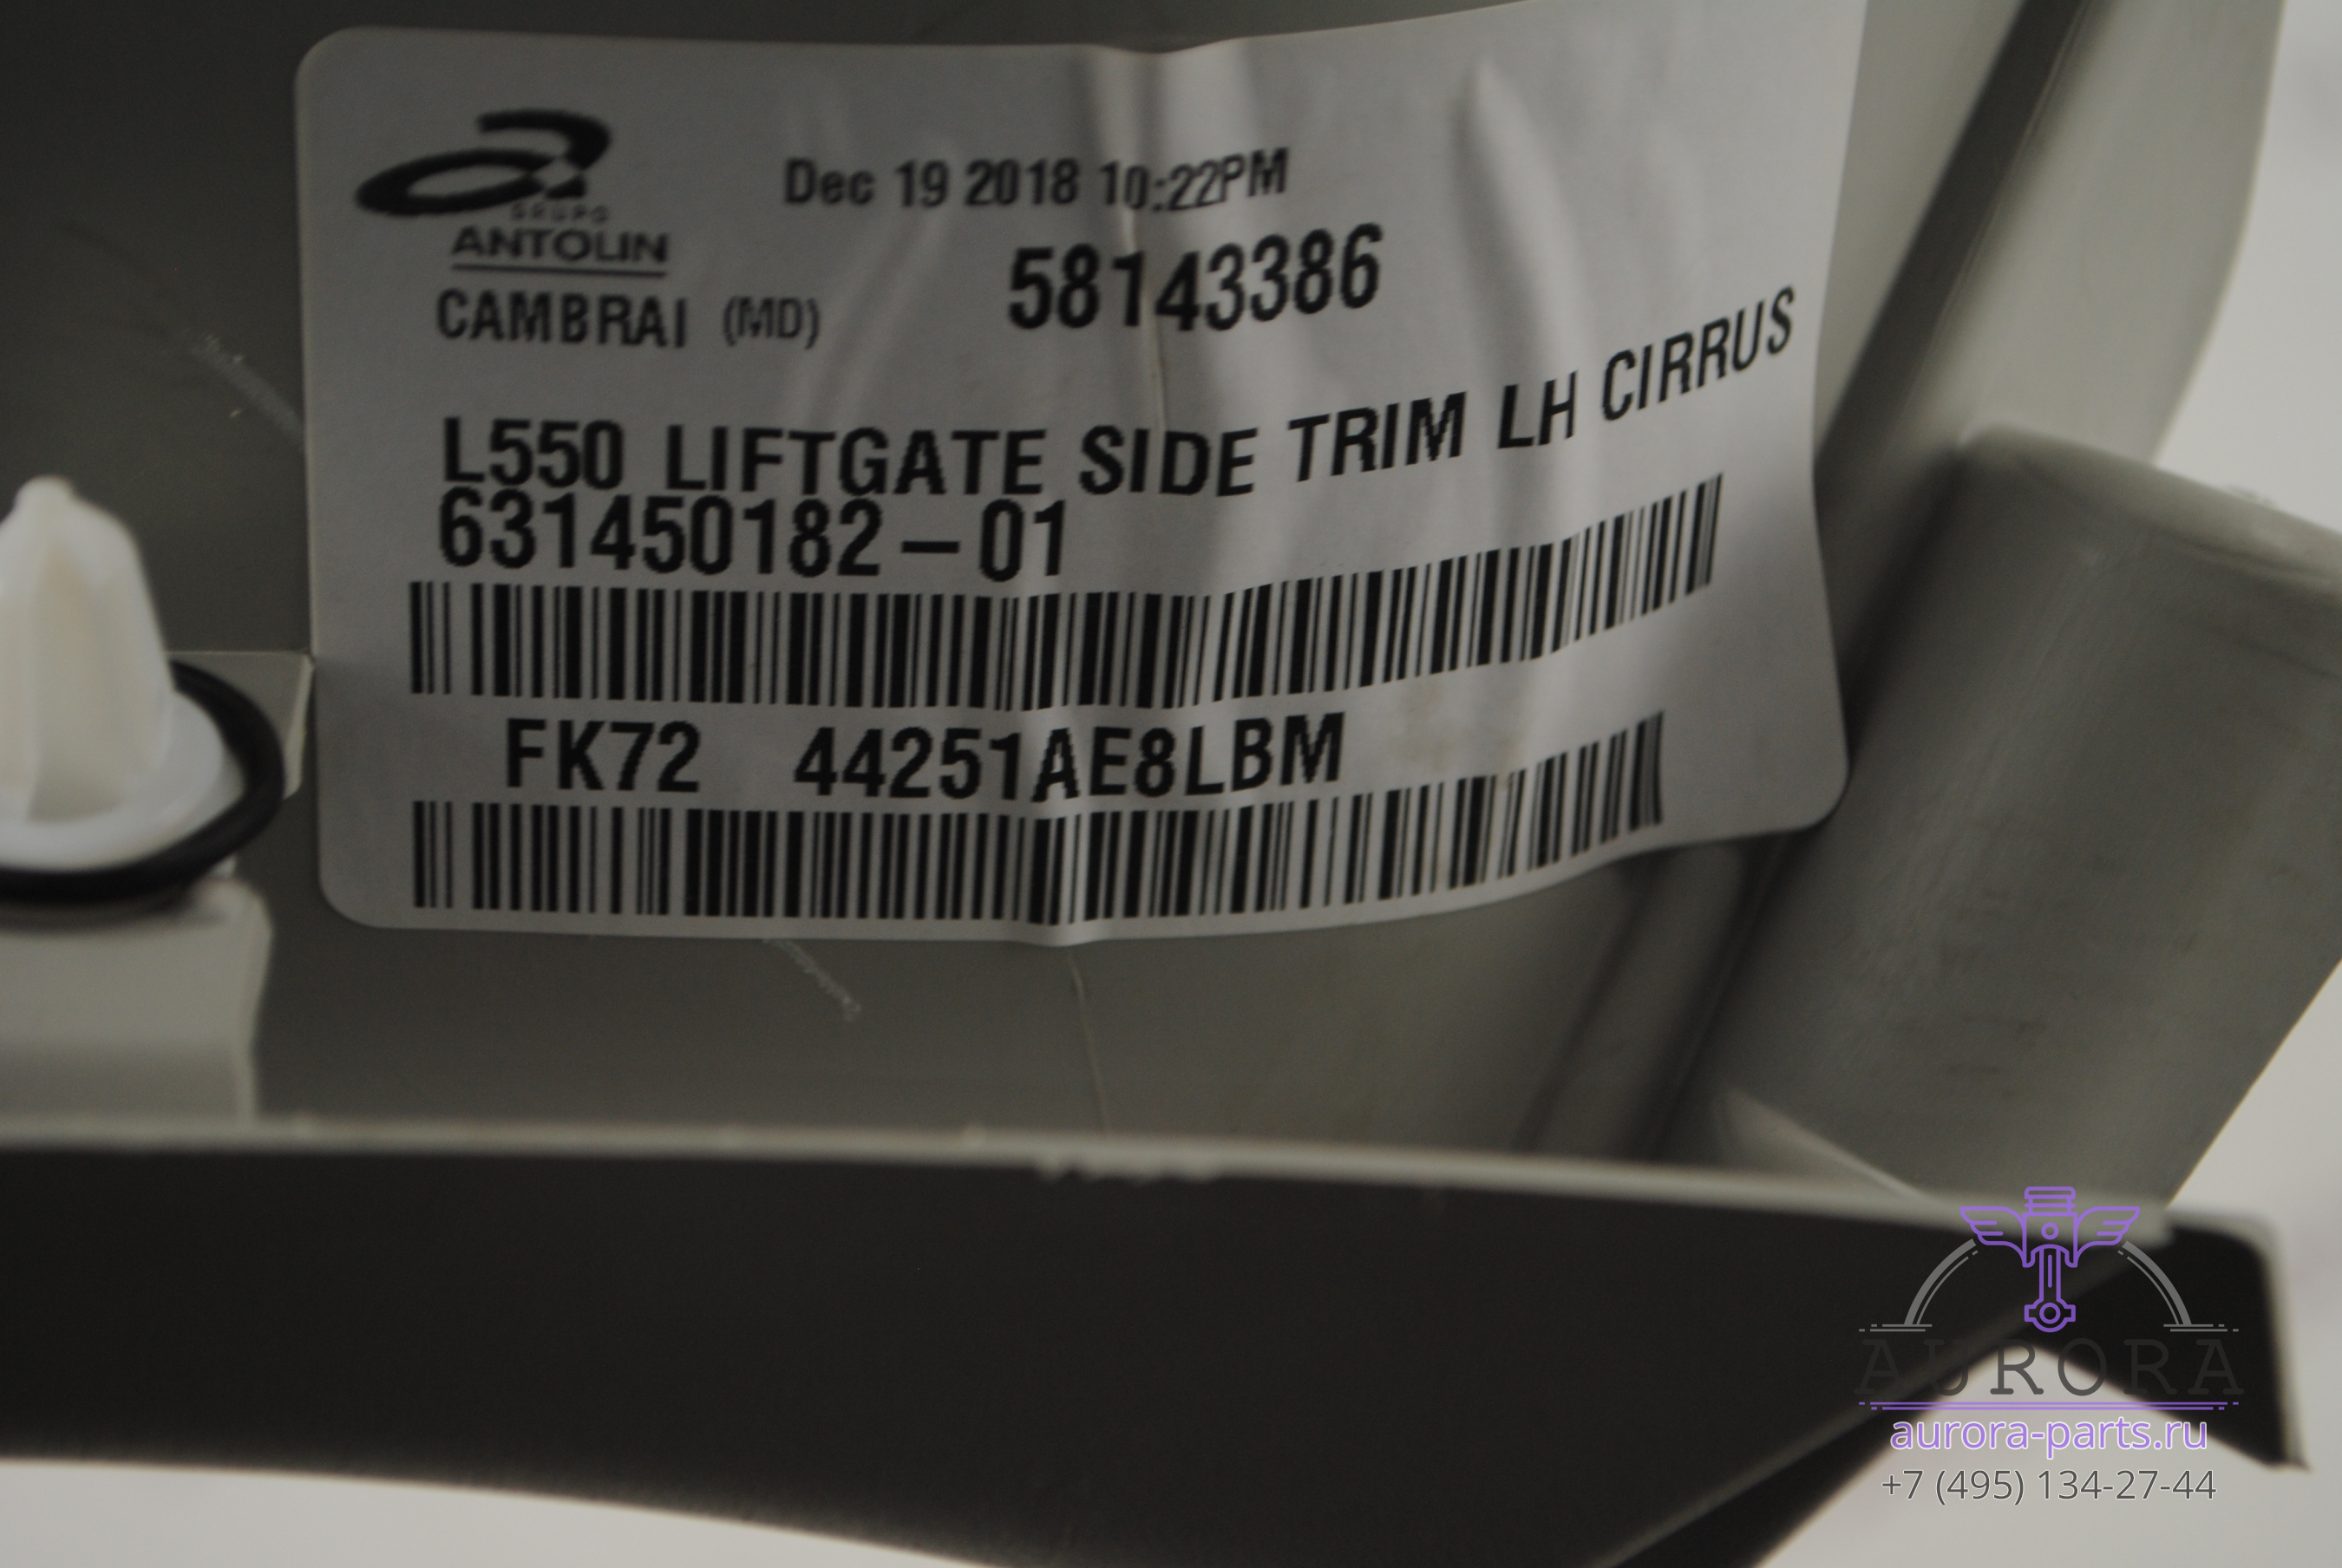 GRUPO
ANTOLIN
Dec 19 2018 10:22PM
CAMBRAI (MD)
58143386
L550 LIFTGATE SIDE TRIM LH CIRRUS
631450182-01
FK72 44251AE8LBM
AURORA
aurora-parts.ru
+7 (495) 134-27-44